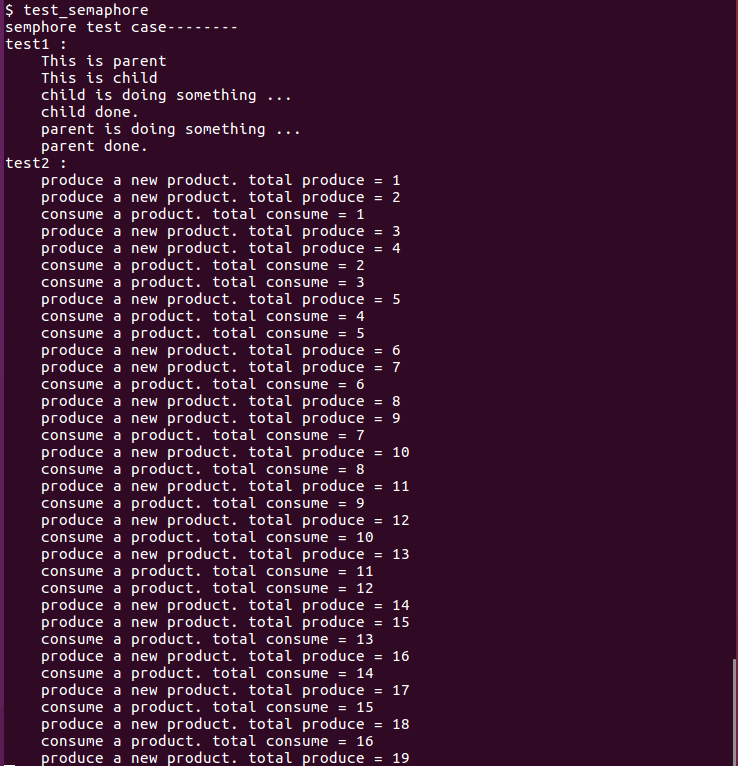 $ test_semaphore
semphore test case--------
test1 :
    This is parent
    This is child
    child is doing something ...
    child done.
    parent is doing something ...
    parent done.
test2 :
    produce a new product. total produce = 1
    produce a new product. total produce = 2
    consume a product. total consume = 1
    produce a new product. total produce = 3
    produce a new product. total produce = 4
    consume a product. total consume = 2
    consume a product. total consume = 3
    produce a new product. total produce = 5
    consume a product. total consume = 4
    consume a product. total consume = 5
    produce a new product. total produce = 6
    produce a new product. total produce = 7
    consume a product. total consume = 6
    produce a new product. total produce = 8
    produce a new product. total produce = 9
    consume a product. total consume = 7
    produce a new product. total produce = 10
    consume a product. total consume = 8
    produce a new product. total produce = 11
    consume a product. total consume = 9
    produce a new product. total produce = 12
    consume a product. total consume = 10
    produce a new product. total produce = 13
    consume a product. total consume = 11
    consume a product. total consume = 12
    produce a new product. total produce = 14
    produce a new product. total produce = 15
    consume a product. total consume = 13
    produce a new product. total produce = 16
    consume a product. total consume = 14
    produce a new product. total produce = 17
    consume a product. total consume = 15
    produce a new product. total produce = 18
    consume a product. total consume = 16
    produce a new product. total produce = 19